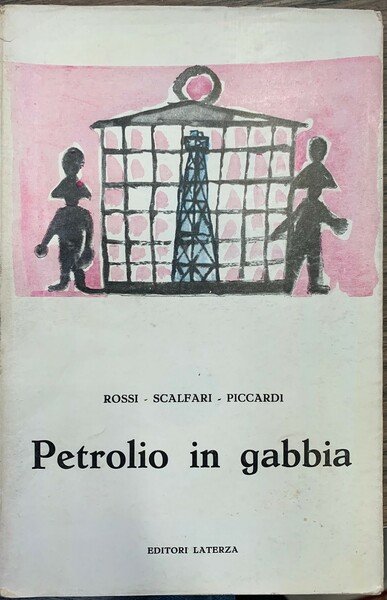 ROSSI - SCALFARI - PICCARDI
Petrolio in gabbia
EDITORI LATERZA